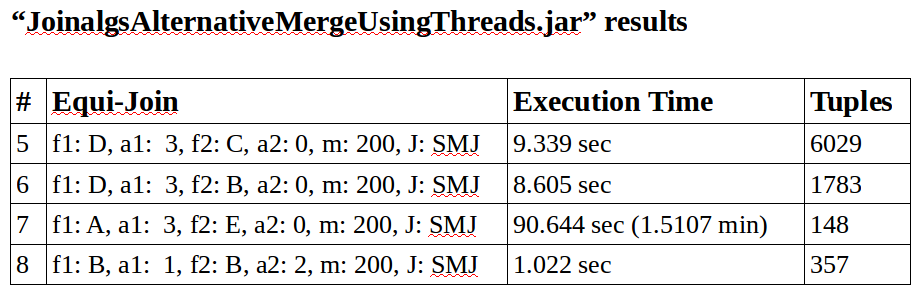 “JoinalgsAlternativeMergeUsingThreads.jar” results
# Equi-Join Execution Time Tuples
5 f1: D, a1:  3, f2: C, a2: 0, m: 200, J: SMJ 9.339 sec 6029
6 f1: D, a1:  3, f2: B, a2: 0, m: 200, J: SMJ 8.605 sec 1783
7 f1: A, a1:  3, f2: E, a2: 0, m: 200, J: SMJ 90.644 sec (1.5107 min) 148
8 f1: B, a1:  1, f2: B, a2: 2, m: 200, J: SMJ 1.022 sec 357